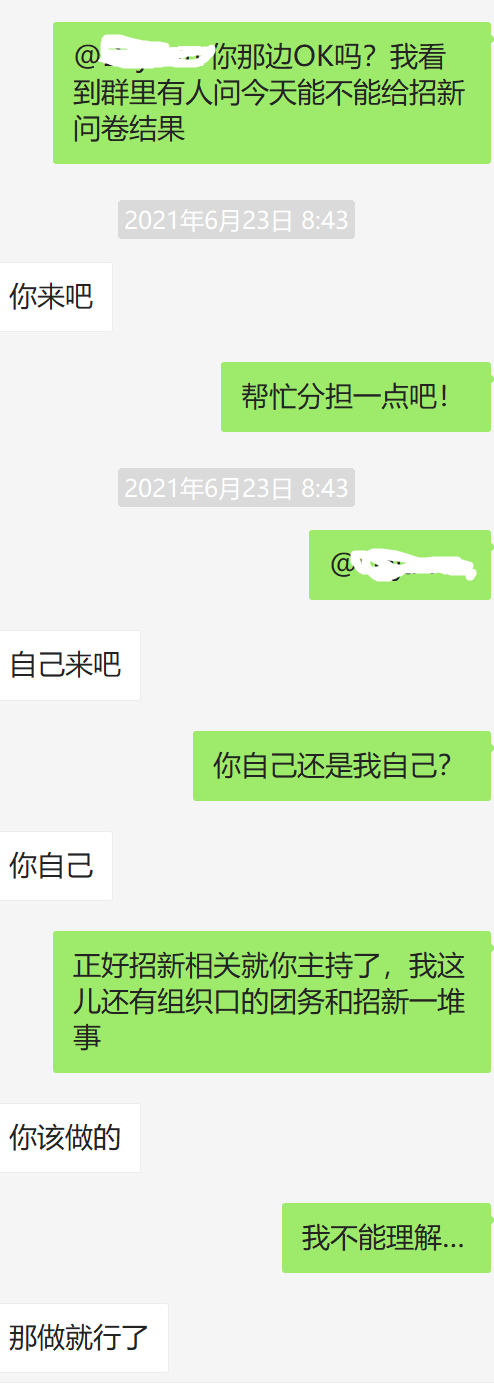 @ 你那边OK吗？我看
到群里有人问今天能不能给招新
问卷结果
2021年6月23日 8:43
你来吧
帮忙分担一点吧！
2021年6月23日 8:43
@
自己来吧
你自己还是我自己？
你自己
正好招新相关就你主持了，我这
儿还有组织口的团务和招新一堆
事
你该做的
我不能理解...
那做就行了